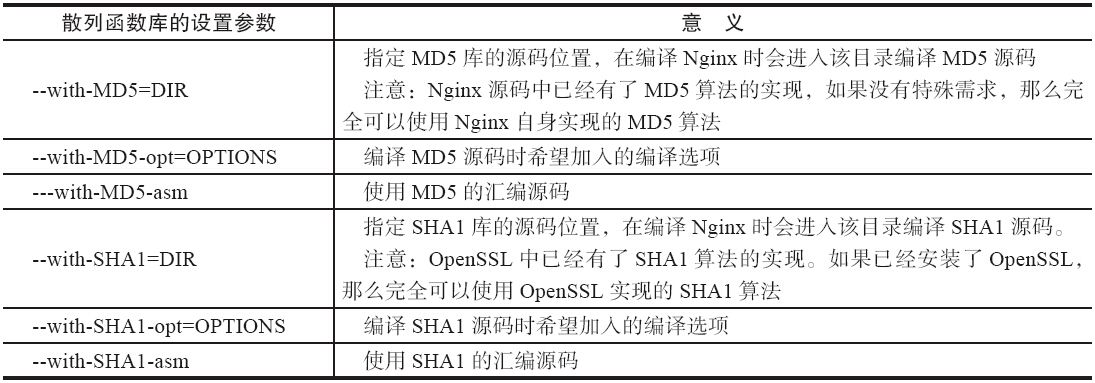 散列函数库的设置参数 意 义
--with-MD5=DIR
指定 MD5 库的源码位置，在编译 Nginx 时会进入该目录编译 MD5 源码
注意：Nginx 源码中已经有了 MD5 算法的实现，如果没有特殊需求，那么完
全可以使用 Nginx 自身实现的 MD5 算法
--with-MD5-opt=OPTIONS 编译 MD5 源码时希望加入的编译选项
---with-MD5-asm 使用 MD5 的汇编源码
--with-SHA1=DIR
指定 SHA1 库的源码位置，在编译 Nginx 时会进入该目录编译 SHA1 源码。
注意：OpenSSL 中已经有了 SHA1 算法的实现。如果已经安装了 OpenSSL，
那么完全可以使用 OpenSSL 实现的 SHA1 算法
--with-SHA1-opt=OPTIONS 编译 SHA1 源码时希望加入的编译选项
--with-SHA1-asm 使用 SHA1 的汇编源码